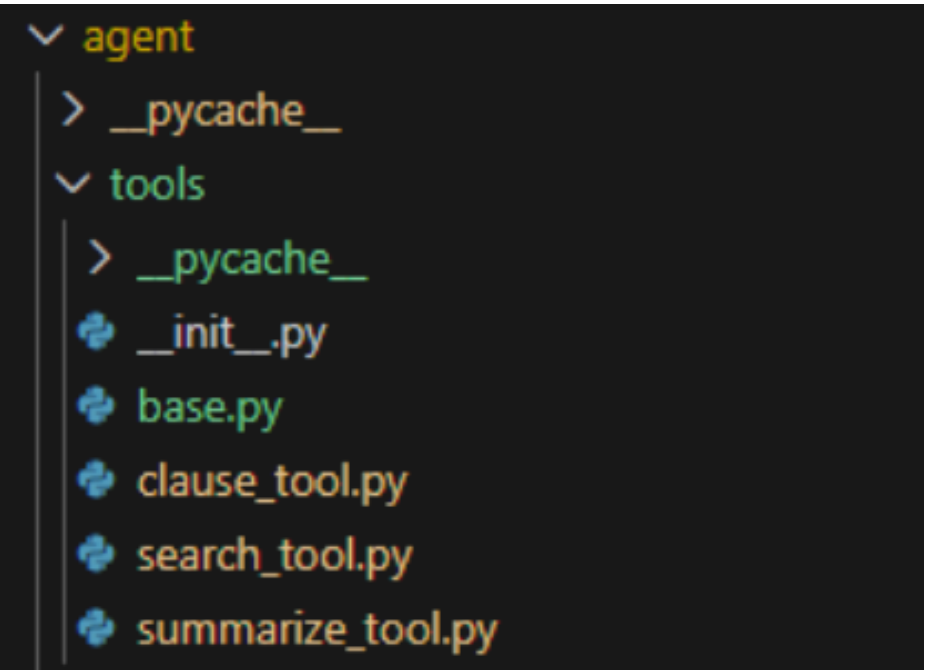 agent
__pycache__
tools
__pycache__
__init__.py
base.py
clause_tool.py
search_tool.py
summarize_tool.py